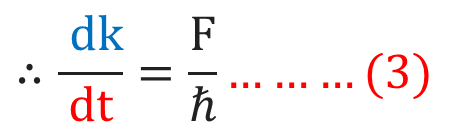 ∴ dk/dt = F/ℏ … … … (3)